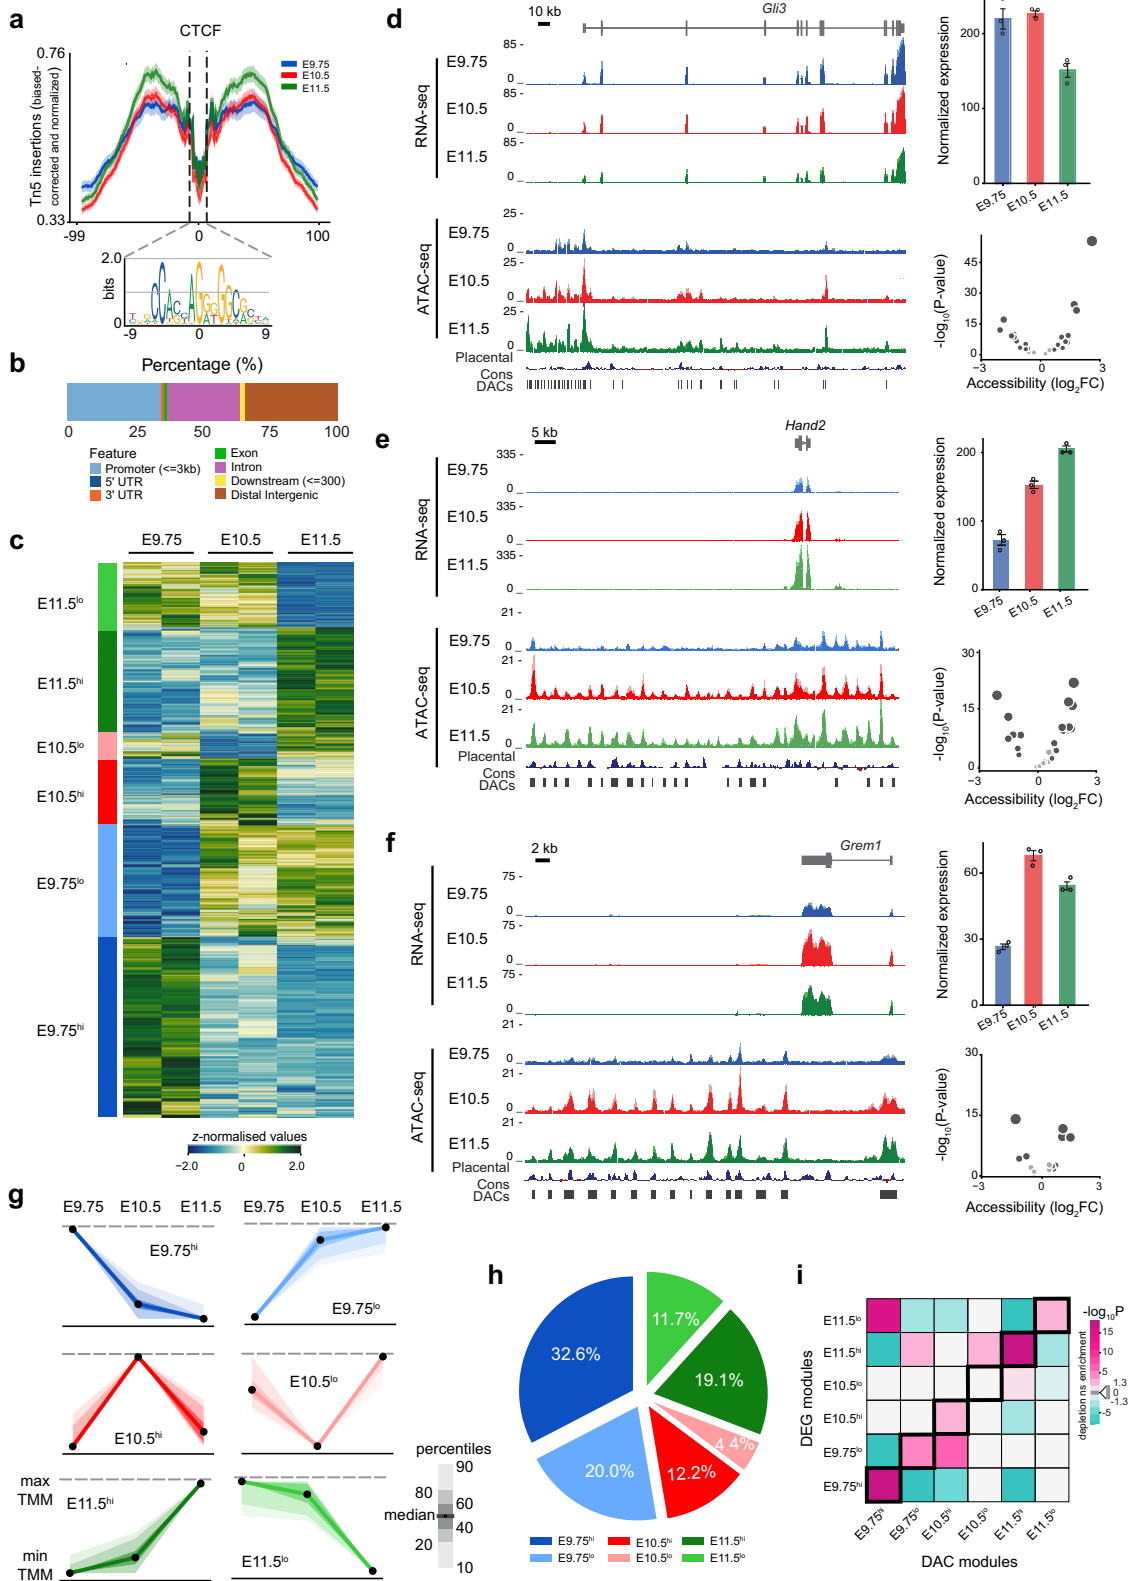 a
CTCF
0.76
0.33
Tn5 insertions (biased-
corrected and normalized)
E9.75
E10.5
E11.5
-99
0
100
2.0
bits
0
-9
0
9
b
Percentage (%)
0
25
50
75
100
Feature
Promoter (<=3kb)
5' UTR
3' UTR
Exon
Intron
Downstream (<=300)
Distal Intergenic
c
E9.75
E10.5
E11.5
E11.5lo
E11.5hi
E10.5lo
E10.5hi
E9.75lo
E9.75hi
z-normalised values
−2.0
0
2.0
d
10 kb
Gli3
RNA-seq
E9.75
85
0
E10.5
85
0
E11.5
85
0
ATAC-seq
E9.75
25
0
E10.5
25
0
E11.5
25
0
Placental
Cons
DACs
Normalized expression
200
100
0
E9.75
E10.5
E11.5
-log10(P-value)
45
30
15
0
−3
0
3
Accessibility (log2FC)
e
5 kb
Hand2
RNA-seq
E9.75
335
0
E10.5
335
0
E11.5
335
0
ATAC-seq
E9.75
21
0
E10.5
21
0
E11.5
21
0
Placental
Cons
DACs
Normalized expression
200
100
0
E9.75
E10.5
E11.5
-log10(P-value)
30
15
0
−3
0
3
Accessibility (log2FC)
f
2 kb
Grem1
RNA-seq
E9.75
75
0
E10.5
75
0
E11.5
75
0
ATAC-seq
E9.75
21
0
E10.5
21
0
E11.5
21
0
Placental
Cons
DACs
Normalized expression
60
30
0
E9.75
E10.5
E11.5
-log10(P-value)
30
15
0
−3
0
3
Accessibility (log2FC)
g
E9.75 E10.5 E11.5
E9.75 E10.5 E11.5
E9.75hi
E9.75lo
E10.5hi
E10.5lo
max
TMM
E11.5hi
min
TMM
E11.5lo
percentiles
90
80
60
median
40
20
10
h
32.6%
11.7%
19.1%
4.4%
12.2%
20.0%
E9.75hi
E9.75lo
E10.5hi
E10.5lo
E11.5hi
E11.5lo
i
DEG modules
E11.5lo
E11.5hi
E10.5lo
E10.5hi
E9.75lo
E9.75hi
E9.75hi
E9.75lo
E10.5hi
E10.5lo
E11.5hi
E11.5lo
DAC modules
-log10P
15
10
5
1.3
0
-1.3
-5
depletion ns enrichment